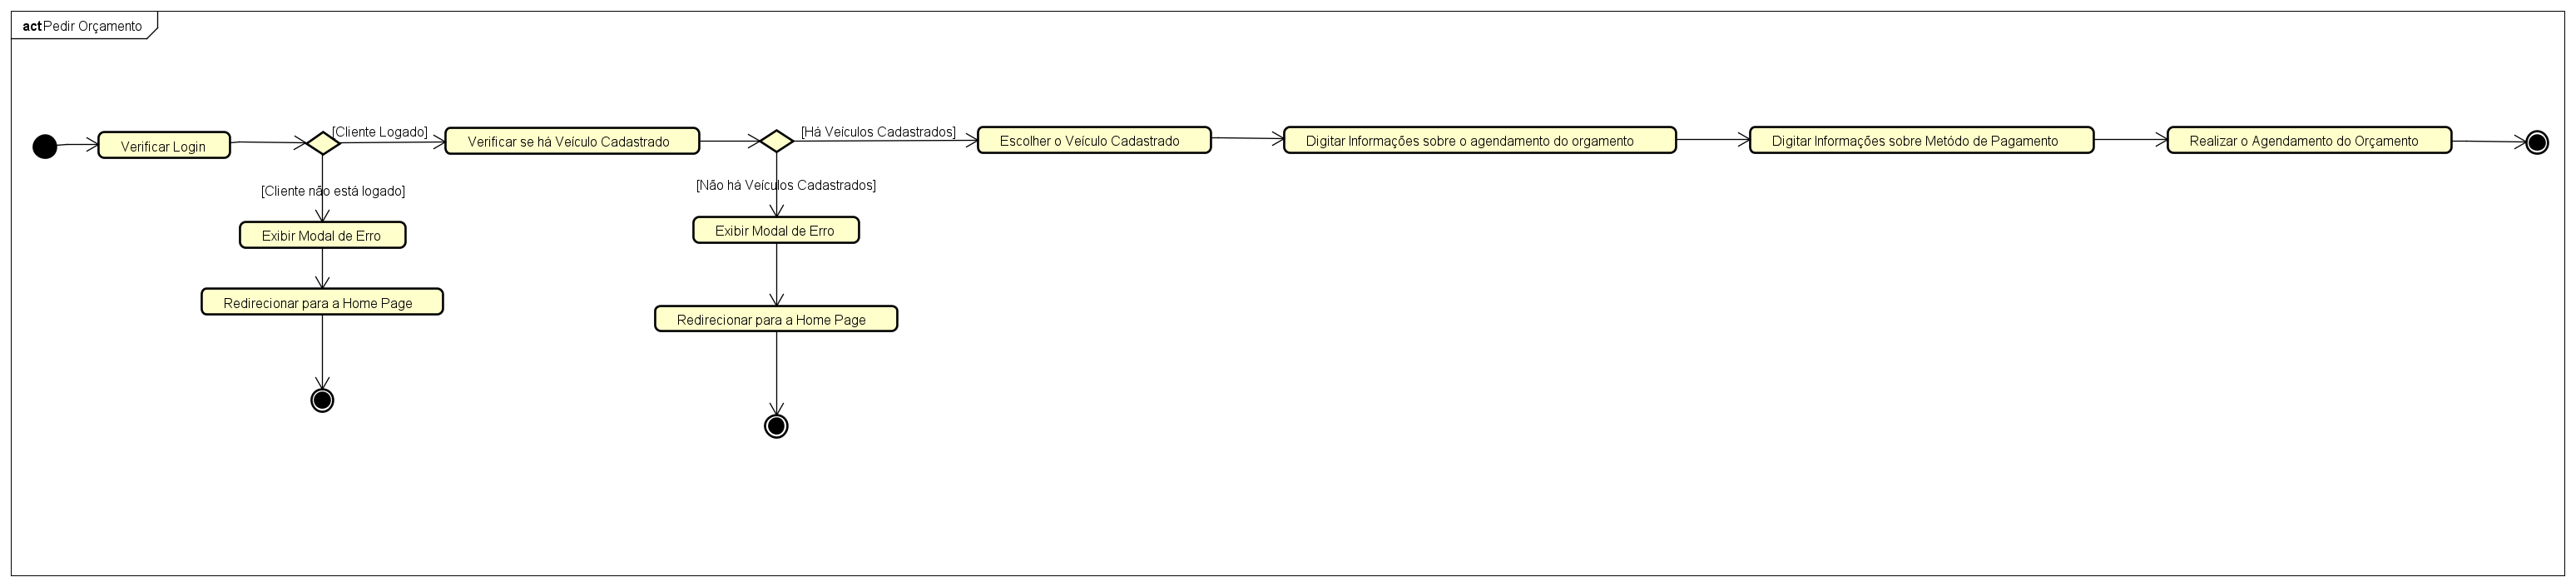 act Pedir Orçamento
Verificar Login
[Cliente Logado]
Verificar se há Veículo Cadastrado
[Há Veículos Cadastrados]
Escolher o Veículo Cadastrado
Digitar Informações sobre o agendamento do orgamento
Digitar Informações sobre Metódo de Pagamento
Realizar o Agendamento do Orçamento
[Cliente não está logado]
[Não há Veículos Cadastrados]
Exibir Modal de Erro
Exibir Modal de Erro
Redirecionar para a Home Page
Redirecionar para a Home Page